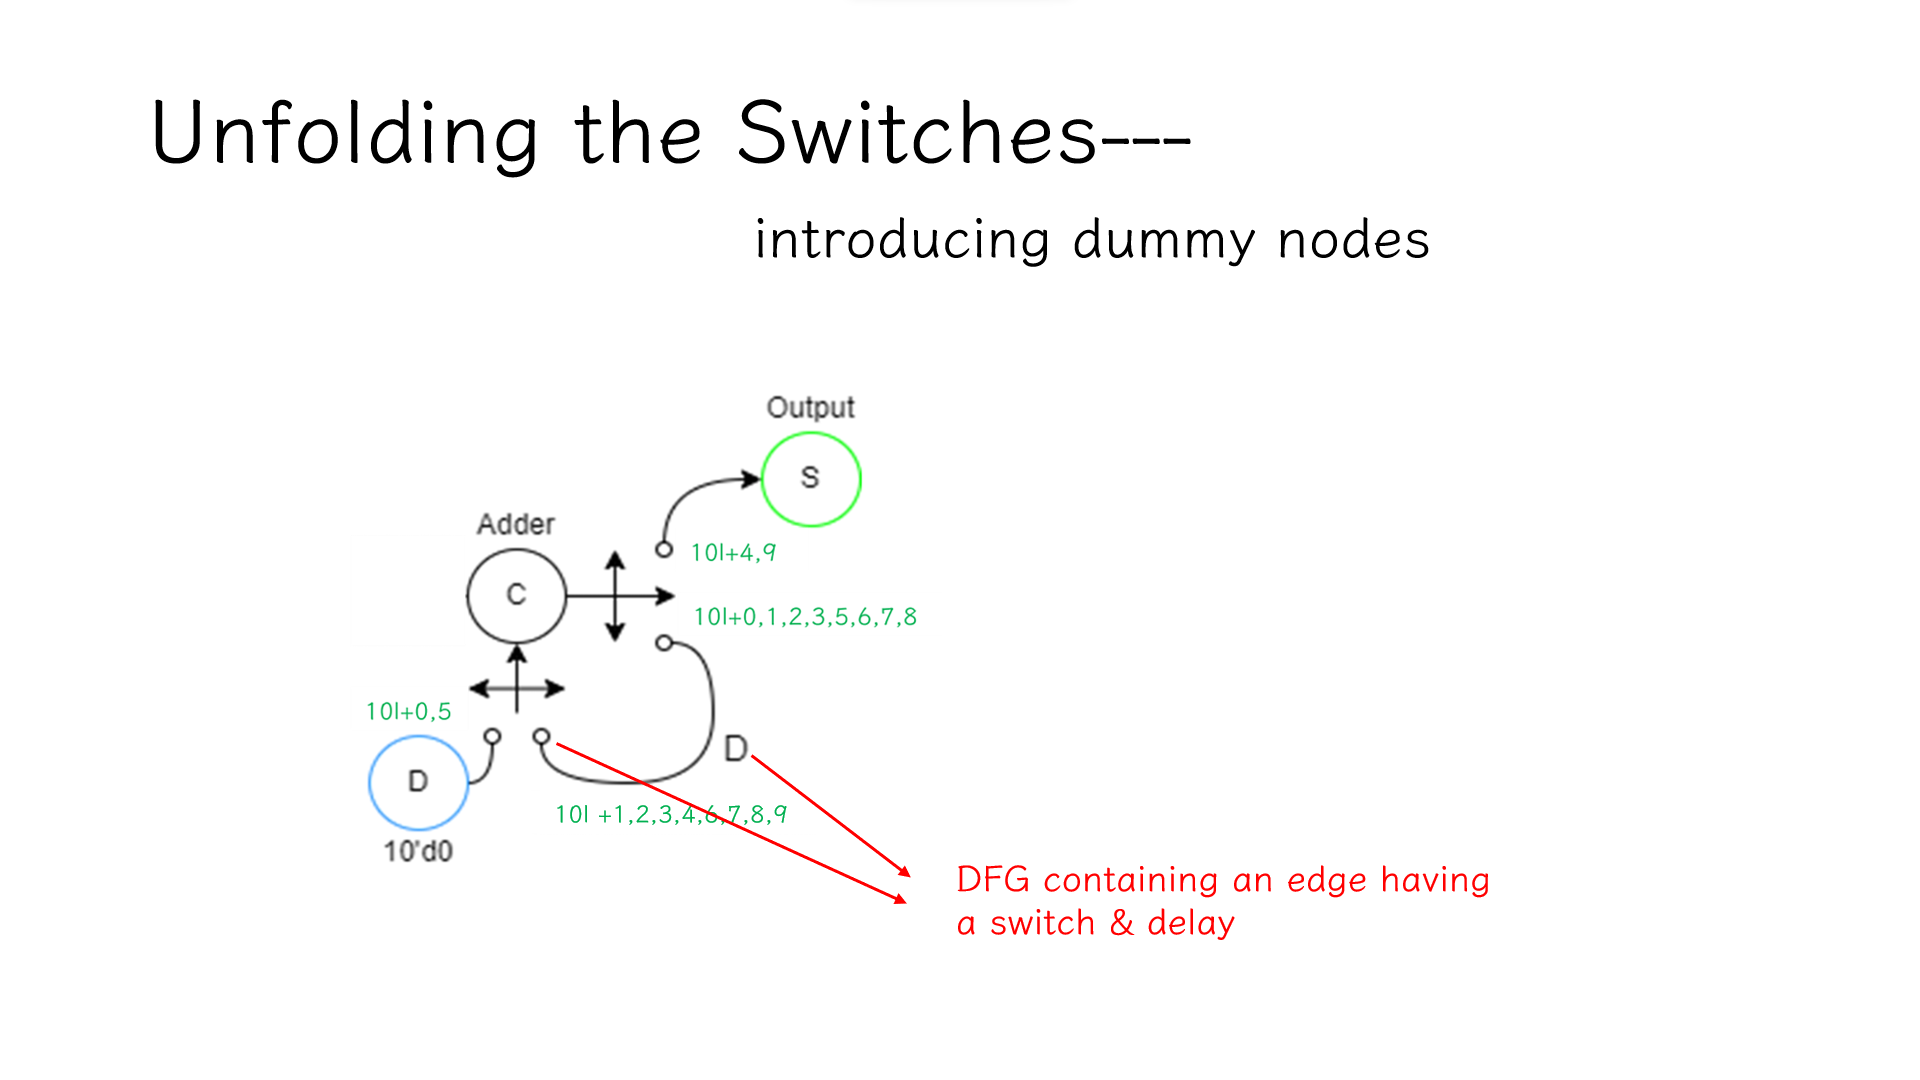 Unfolding the Switches---
introducing dummy nodes
Output
S
Adder
10l+4,9
C
10l+0,1,2,3,5,6,7,8
10l+0,5
D
D
10l +1,2,3,4,6,7,8,9
10'd0
DFG containing an edge having
a switch & delay